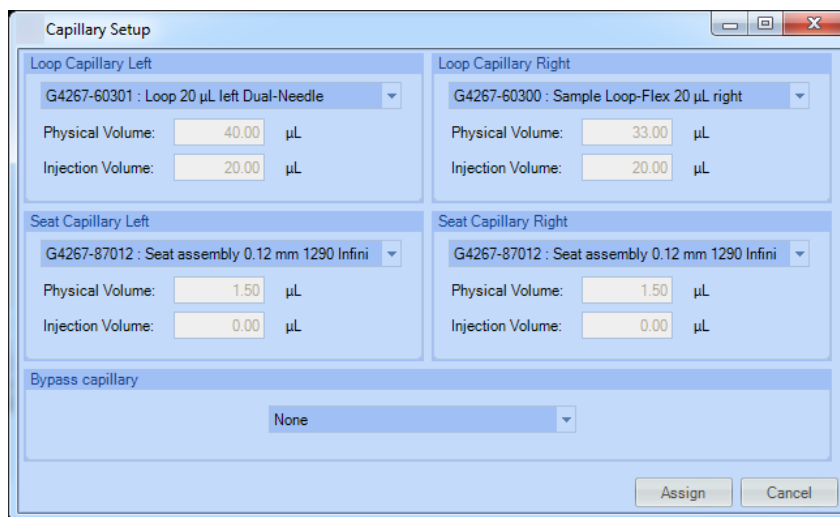 Capillary Setup
Loop Capillary Left
G4267-60301 : Loop 20 µL left Dual-Needle
Physical Volume: 40.00 µL
Injection Volume: 20.00 µL
Loop Capillary Right
G4267-60300 : Sample Loop-Flex 20 µL right
Physical Volume: 33.00 µL
Injection Volume: 20.00 µL
Seat Capillary Left
G4267-87012 : Seat assembly 0.12 mm 1290 Infini
Physical Volume: 1.50 µL
Injection Volume: 0.00 µL
Seat Capillary Right
G4267-87012 : Seat assembly 0.12 mm 1290 Infini
Physical Volume: 1.50 µL
Injection Volume: 0.00 µL
Bypass capillary
None
Assign Cancel